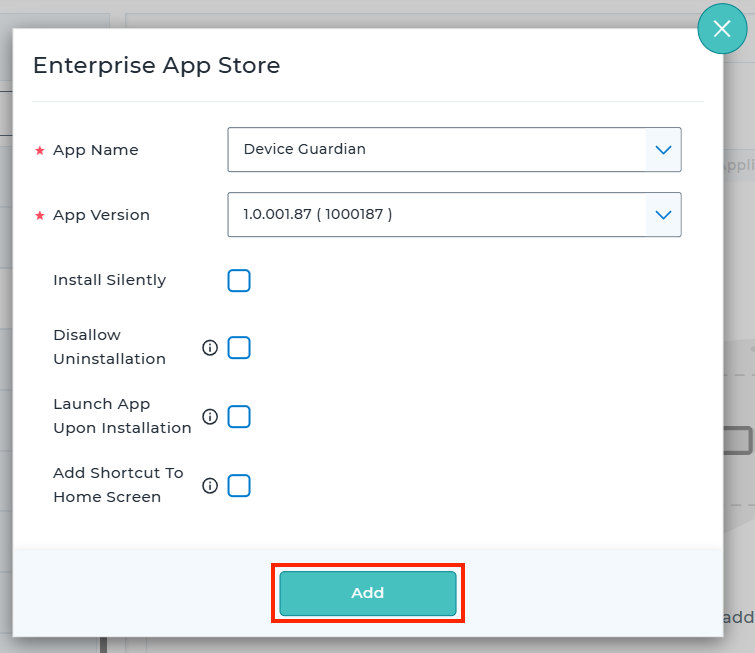 Enterprise App Store
* App Name
Device Guardian
* App Version
1.0.001.87 ( 1000187 )
Install Silently
Disallow
Uninstallation
Launch App
Upon Installation
Add Shortcut To
Home Screen
Add
add